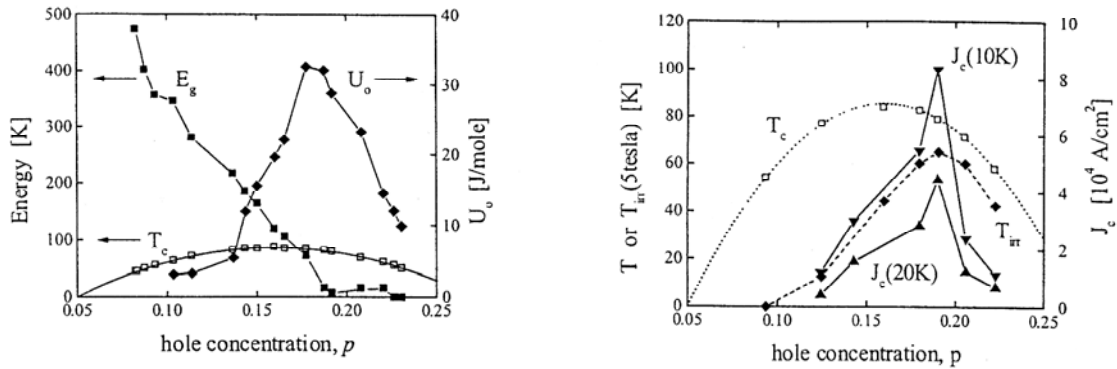 500
400
300
200
100
0
Energy [K]
E_g
U_o
T_c
40
30
20
10
0
U_o [J/mole]
0.05
0.10
0.15
0.20
0.25
hole concentration, p
120
100
80
60
40
20
0
T or T_irr(5tesla) [K]
J_c(10K)
T_c
T_irr
J_c(20K)
10
8
6
4
2
0
J_c [10^4 A/cm^2]
0.05
0.10
0.15
0.20
0.25
hole concentration, p